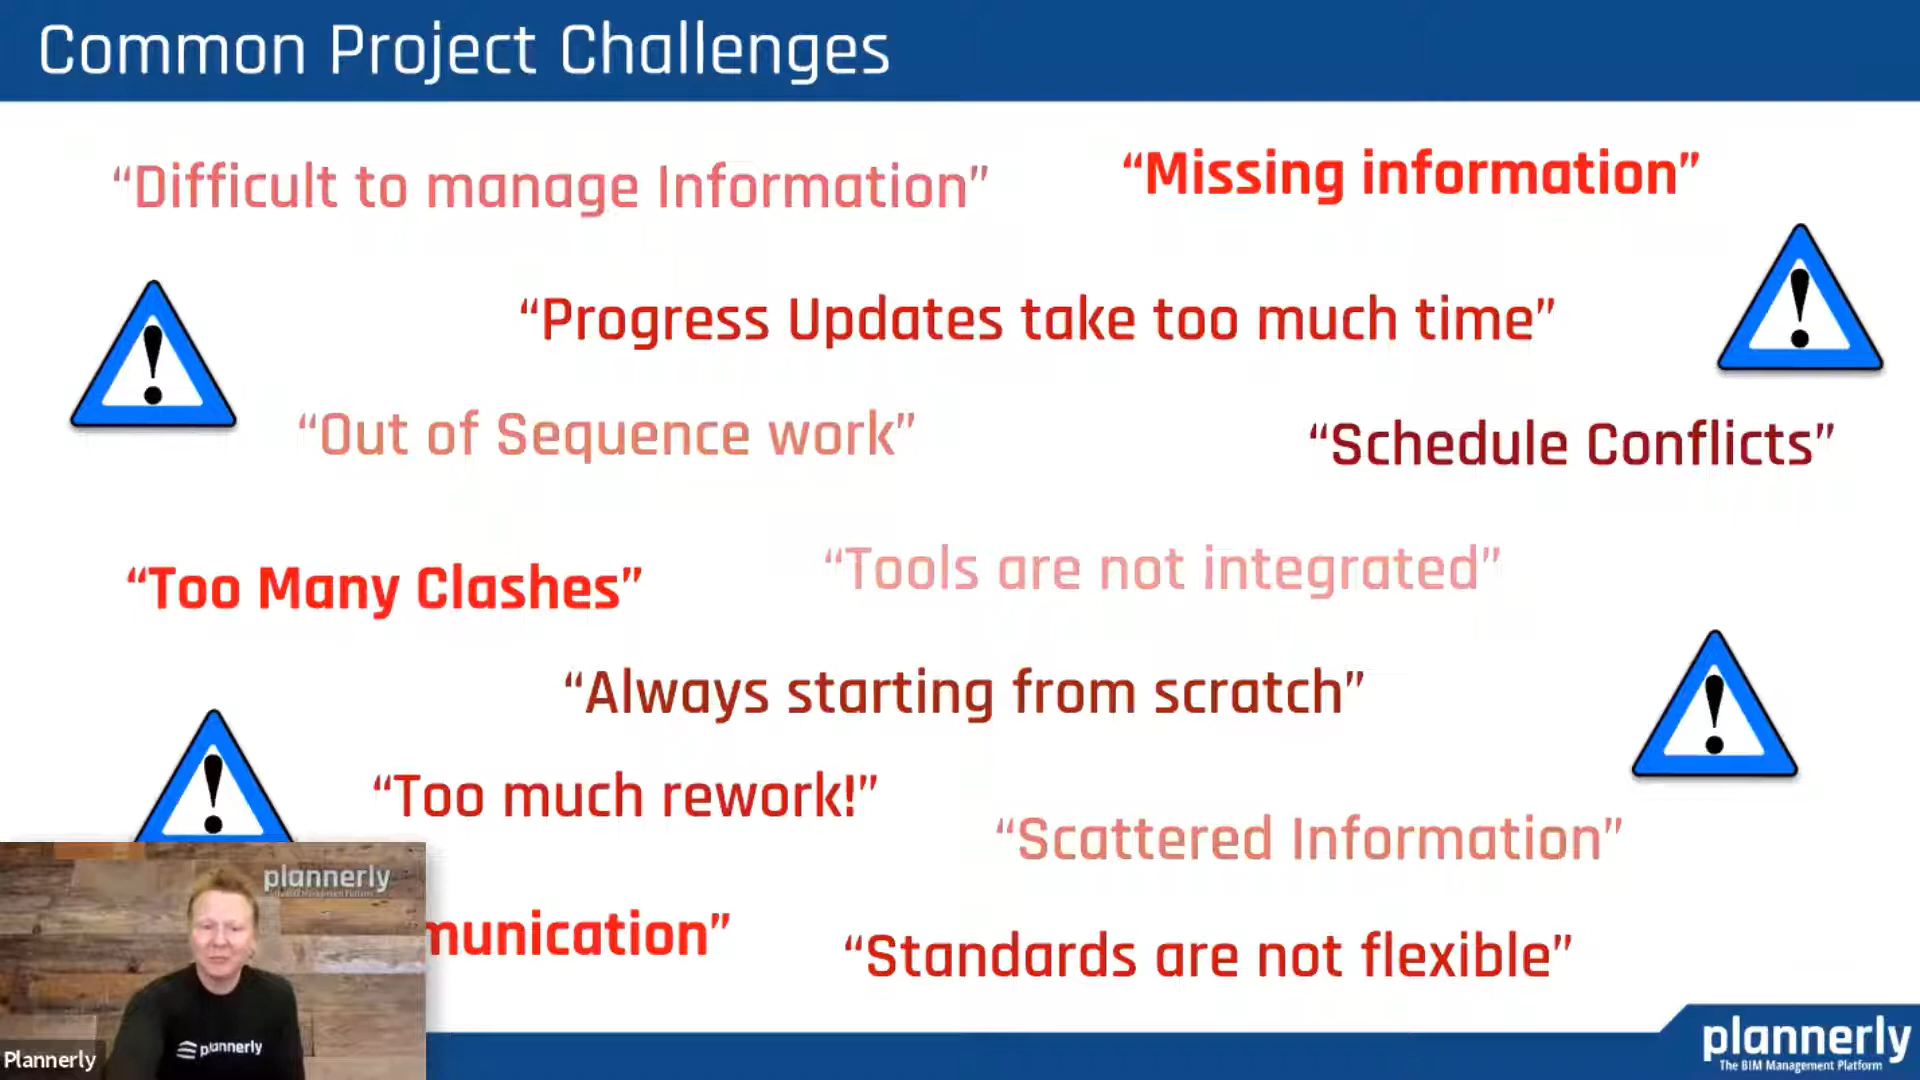 Common Project Challenges
“Difficult to manage Information”
“Missing information”
“Progress Updates take too much time”
“Out of Sequence work”
“Schedule Conflicts”
“Too Many Clashes”
“Tools are not integrated”
“Always starting from scratch”
“Too much rework!”
“Scattered Information”
munication”
“Standards are not flexible”
plannerly
plannerly
Plannerly
plannerly
The BIM Management Platform